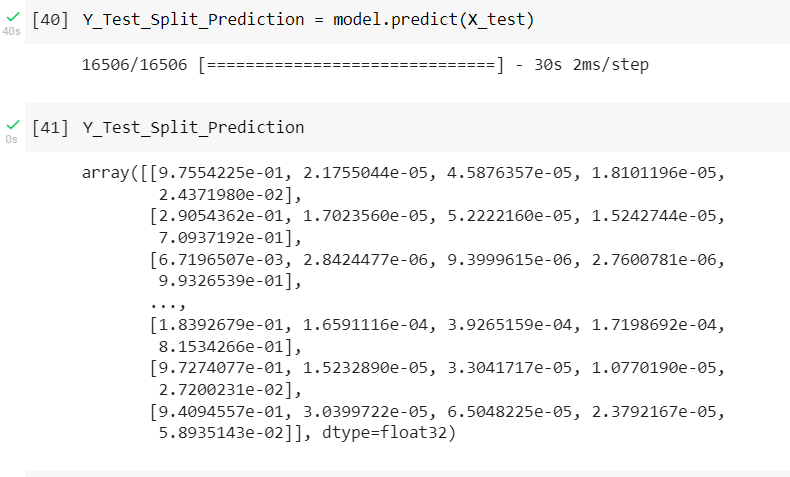 [40] Y_Test_Split_Prediction = model.predict(X_test)
40s
16506/16506 [==============================] - 30s 2ms/step
[41] Y_Test_Split_Prediction
0s
array([[9.7554225e-01, 2.1755044e-05, 4.5876357e-05, 1.8101196e-05,
2.4371980e-02],
[2.9054362e-01, 1.7023560e-05, 5.2222160e-05, 1.5242744e-05,
7.0937192e-01],
[6.7196507e-03, 2.8424477e-06, 9.3999615e-06, 2.7600781e-06,
9.9326539e-01],
...,
[1.8392679e-01, 1.6591116e-04, 3.9265159e-04, 1.7198692e-04,
8.1534266e-01],
[9.7274077e-01, 1.5232890e-05, 3.3041717e-05, 1.0770190e-05,
2.7200231e-02],
[9.4094557e-01, 3.0399722e-05, 6.5048225e-05, 2.3792167e-05,
5.8935143e-02]], dtype=float32)